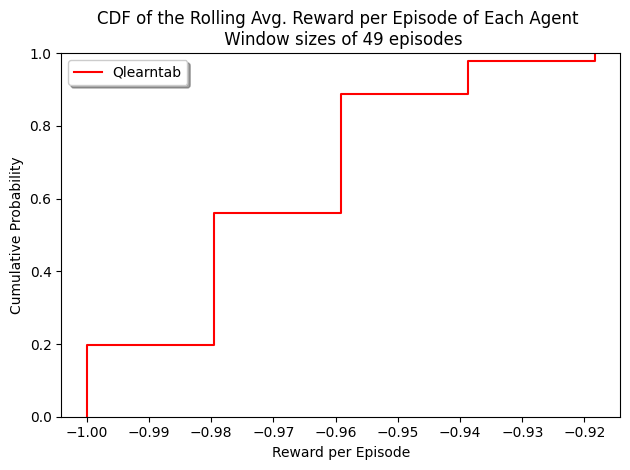 CDF of the Rolling Avg. Reward per Episode of Each Agent
Window sizes of 49 episodes
Qlearntab
Cumulative Probability
1.0
0.8
0.6
0.4
0.2
0.0
−1.00 −0.99 −0.98 −0.97 −0.96 −0.95 −0.94 −0.93 −0.92
Reward per Episode